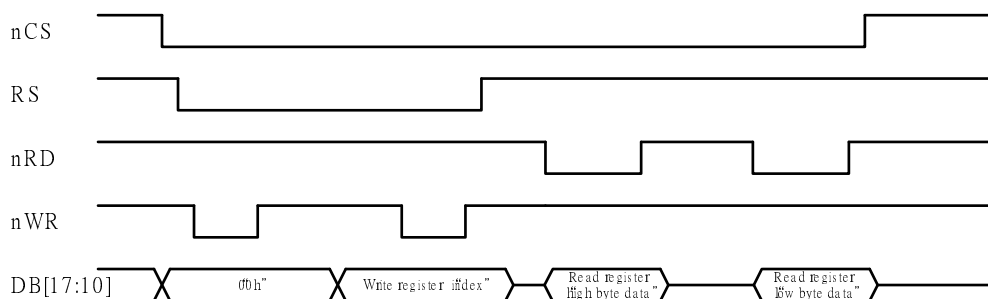 nCS
RS
nRD
nWR
DB[17:10]
"00h"
Write register "index"
Read register
"high byte data"
Read register
"low byte data"